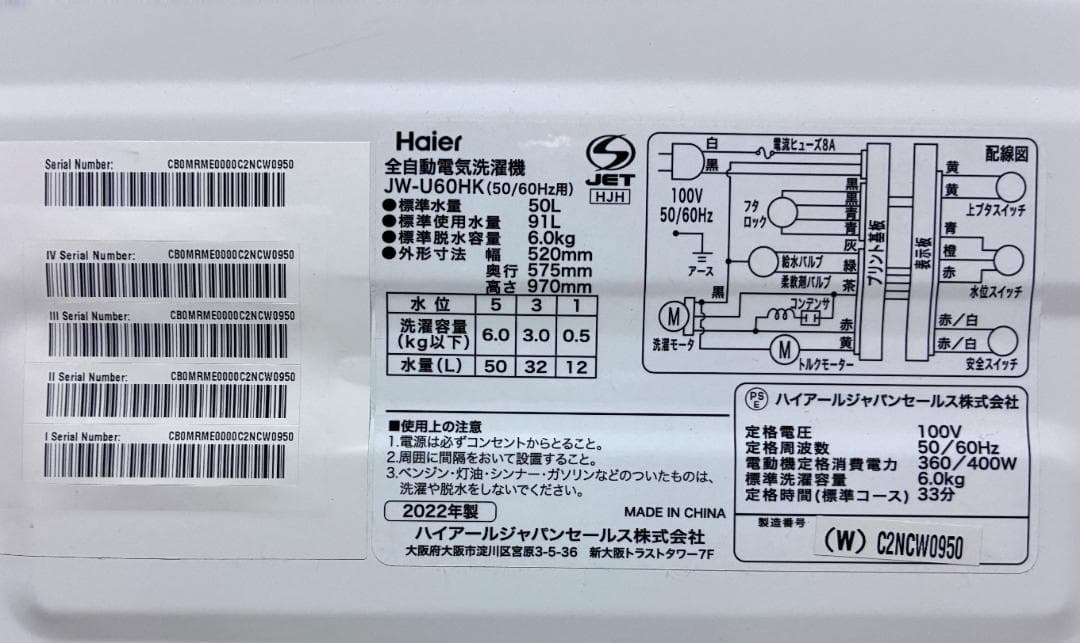 Serial Number: CB0MRME0000C2NCW0950
IV Serial Number: CB0MRME0000C2NCW0950
III Serial Number: CB0MRME0000C2NCW0950
II Serial Number: CB0MRME0000C2NCW0950
I Serial Number: CB0MRME0000C2NCW0950
Haier
全自動電気洗濯機
JW-U60HK(50/60Hz用)
●標準水量 50L
●標準使用水量 91L
●標準脱水容量 6.0kg
●外形寸法 幅 520mm
奥行 575mm
高さ 970mm
S
JET
HJH
水位 5 3 1
洗濯容量(kg以下) 6.0 3.0 0.5
水量(L) 50 32 12
配線図
白
黒
電流ヒューズ8A
100V
50/60Hz
アース
フタロック
黒
黒
青
青
灰
給水バルブ
緑
柔軟剤バルブ
茶
黒
コンデンサ
M
洗濯モータ
赤
黄
M
トルクモーター
プリント基板
表示板
黄
黄
上ブタスイッチ
青
橙
赤
水位スイッチ
赤/白
赤/白
安全スイッチ
■使用上の注意
1.電源は必ずコンセントからとること。
2.周囲に間隔をおいて設置すること。
3.ベンジン・灯油・シンナー・ガソリンなどのついたものは、
洗濯や脱水をしないでください。
2022年製
MADE IN CHINA
ハイアールジャパンセールス株式会社
大阪府大阪市淀川区宮原3-5-36 新大阪トラストタワー7F
PSE ハイアールジャパンセールス株式会社
定格電圧 100V
定格周波数 50/60Hz
電動機定格消費電力 360/400W
標準洗濯容量 6.0kg
定格時間(標準コース) 33分
製造番号
(W) C2NCW0950